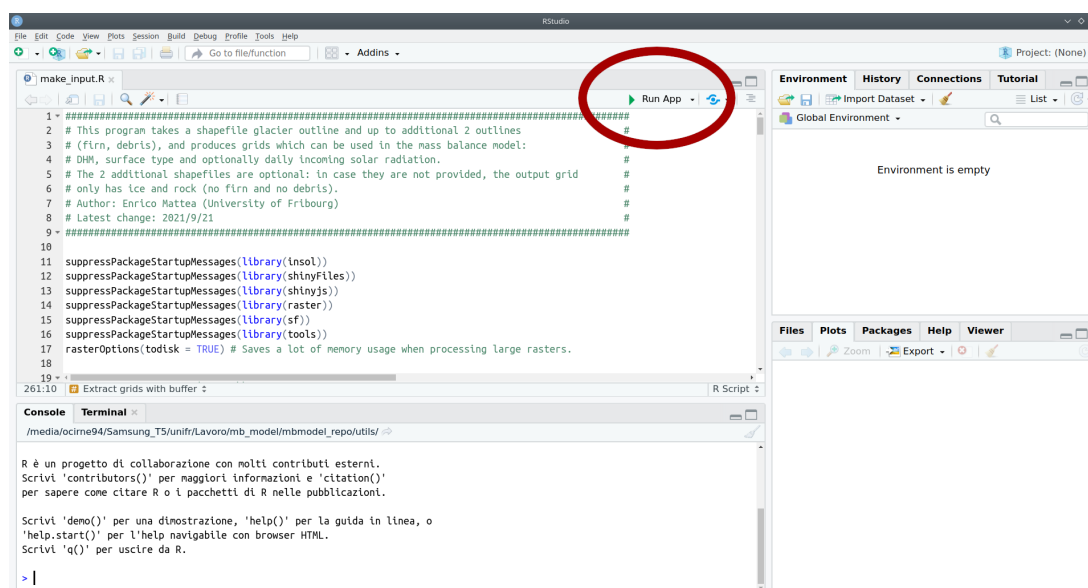 RStudio
File Edit Code View Plots Session Build Debug Profile Tools Help
Go to file/function Addins Project: (None)
make_input.R
Run App
1 ################################################################################################
2 # This program takes a shapefile glacier outline and up to additional 2 outlines #
3 # (firn, debris), and produces grids which can be used in the mass balance model: #
4 # DHM, surface type and optionally daily incoming solar radiation. #
5 # The 2 additional shapefiles are optional: in case they are not provided, the output grid #
6 # only has ice and rock (no firn and no debris). #
7 # Author: Enrico Mattea (University of Fribourg) #
8 # Latest change: 2021/9/21 #
9 ################################################################################################
10
11 suppressPackageStartupMessages(library(insol))
12 suppressPackageStartupMessages(library(shinyFiles))
13 suppressPackageStartupMessages(library(shinyjs))
14 suppressPackageStartupMessages(library(raster))
15 suppressPackageStartupMessages(library(sf))
16 suppressPackageStartupMessages(library(tools))
17 rasterOptions(todisk = TRUE) # Saves a lot of memory usage when processing large rasters.
18
19
261:10 # Extract grids with buffer R Script
Console Terminal
/media/ocirne94/Samsung_T5/unifr/Lavoro/mb_model/mbmodel_repo/utils/
R è un progetto di collaborazione con molti contributi esterni.
Scrivi 'contributors()' per maggiori informazioni e 'citation()'
per sapere come citare R o i pacchetti di R nelle pubblicazioni.
Scrivi 'demo()' per una dimostrazione, 'help()' per la guida in linea, o
'help.start()' per l'help navigabile con browser HTML.
Scrivi 'q()' per uscire da R.
>
Environment History Connections Tutorial
Import Dataset List
Global Environment
Environment is empty
Files Plots Packages Help Viewer
Zoom Export